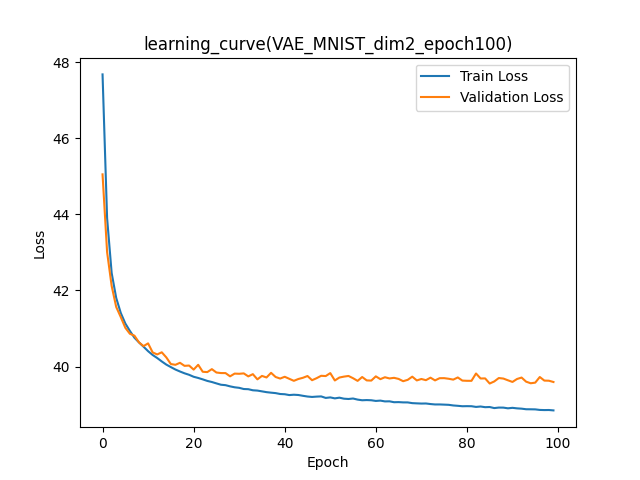 learning_curve(VAE_MNIST_dim2_epoch100)
Train Loss
Validation Loss
48
46
44
42
40
Loss
0 20 40 60 80 100
Epoch